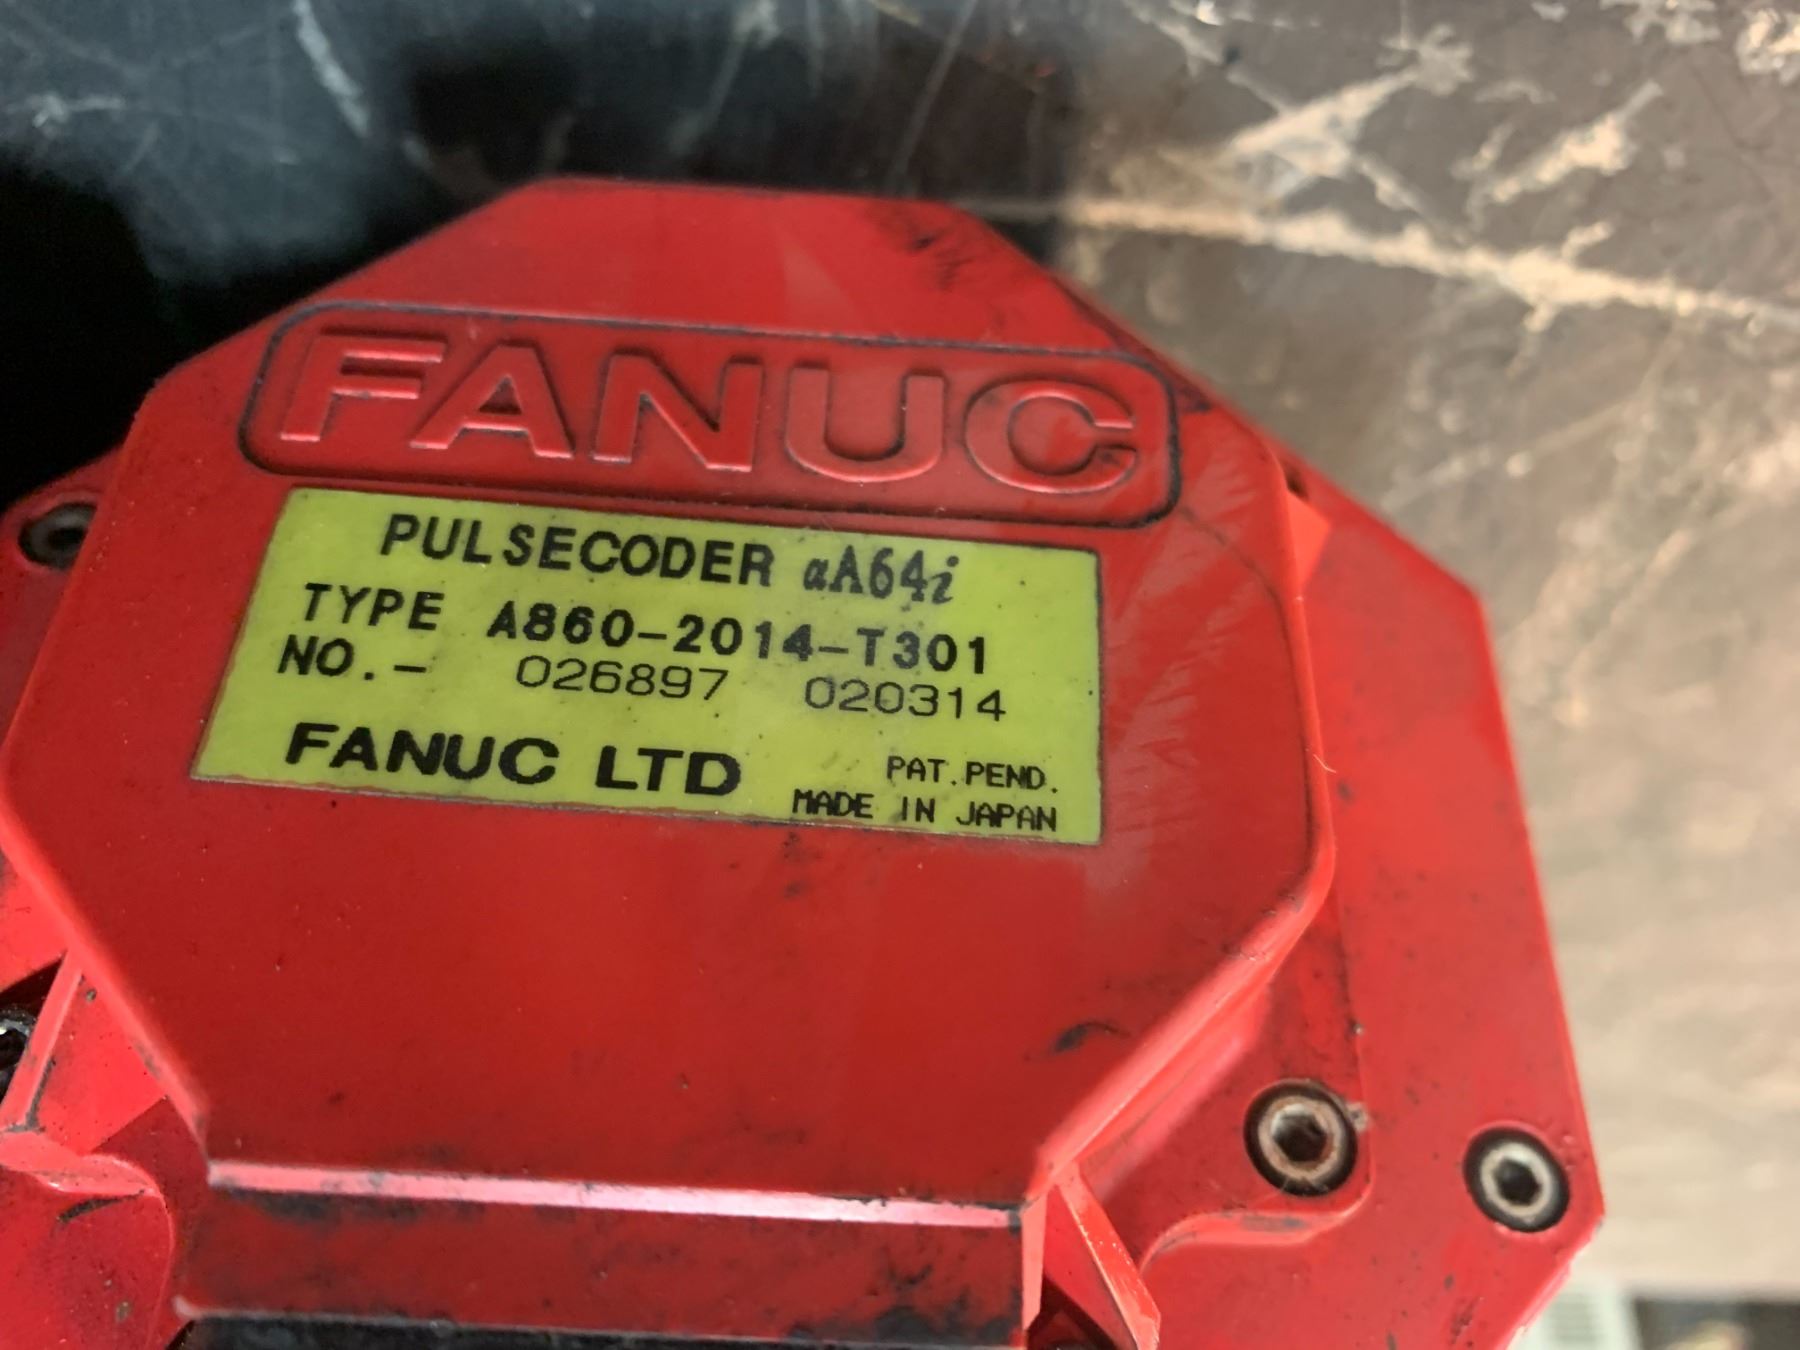 FANUC
PULSECODER αA64i
TYPE A860-2014-T301
NO.- 026897 020314
FANUC LTD PAT.PEND.
MADE IN JAPAN